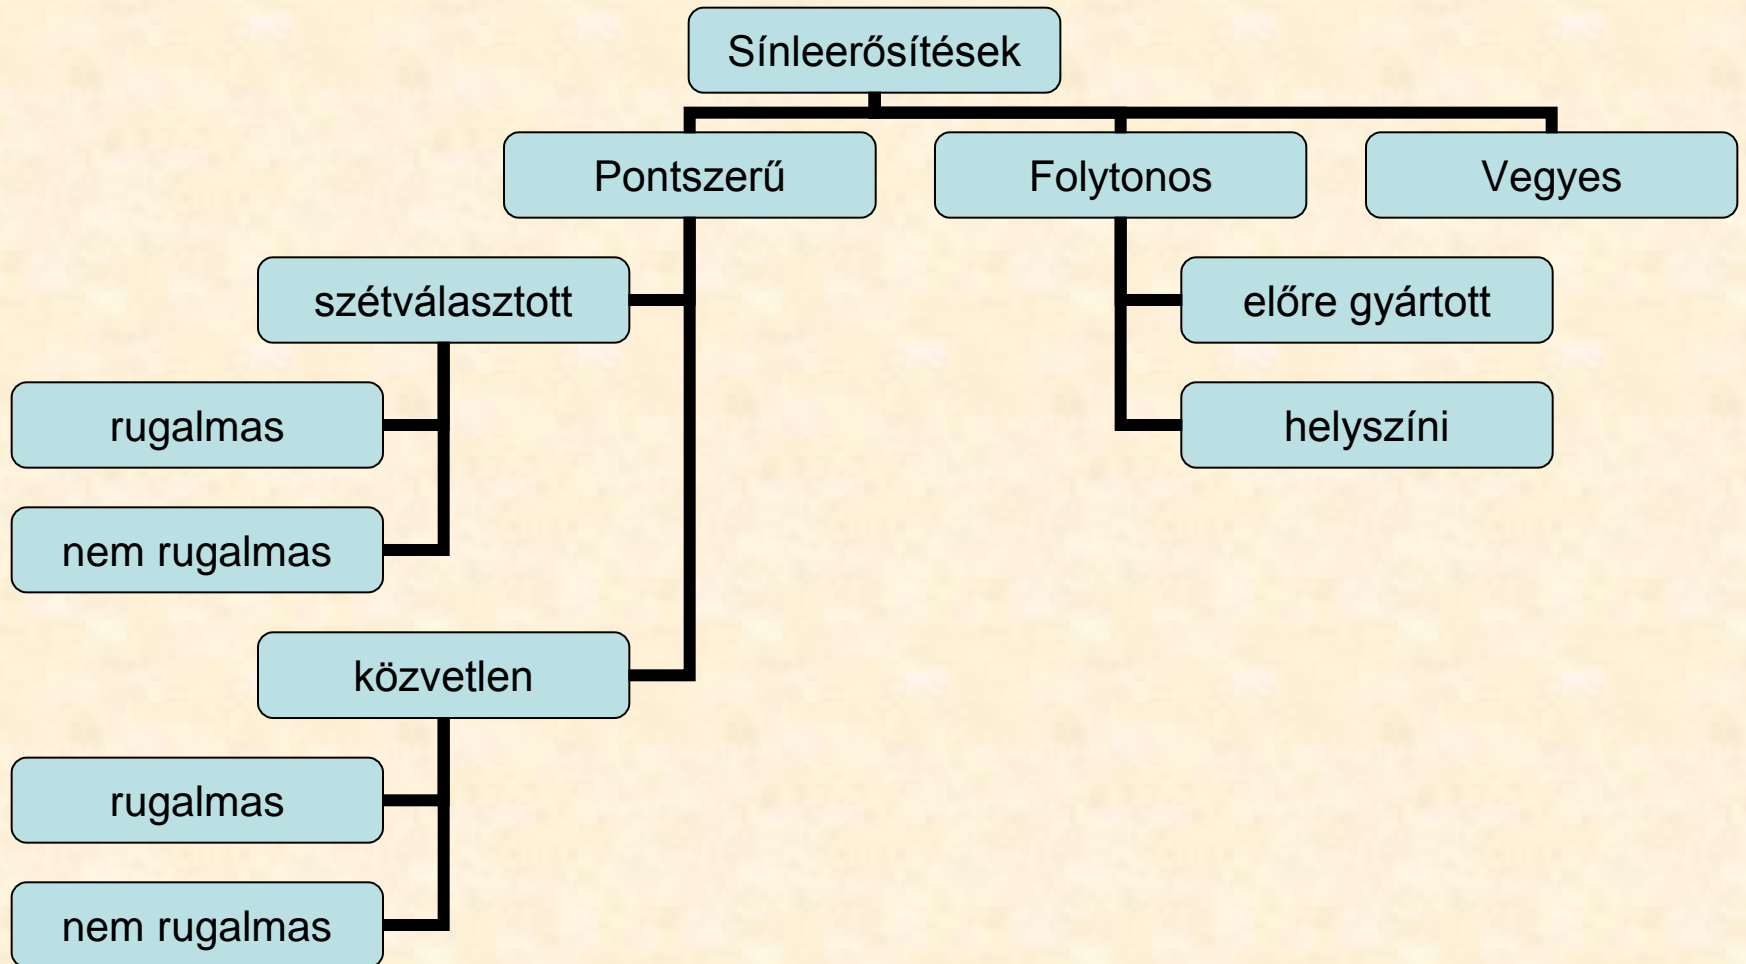 Sínleerősítések
Pontszerű
Folytonos
Vegyes
szétválasztott
előre gyártott
rugalmas
helyszíni
nem rugalmas
közvetlen
rugalmas
nem rugalmas